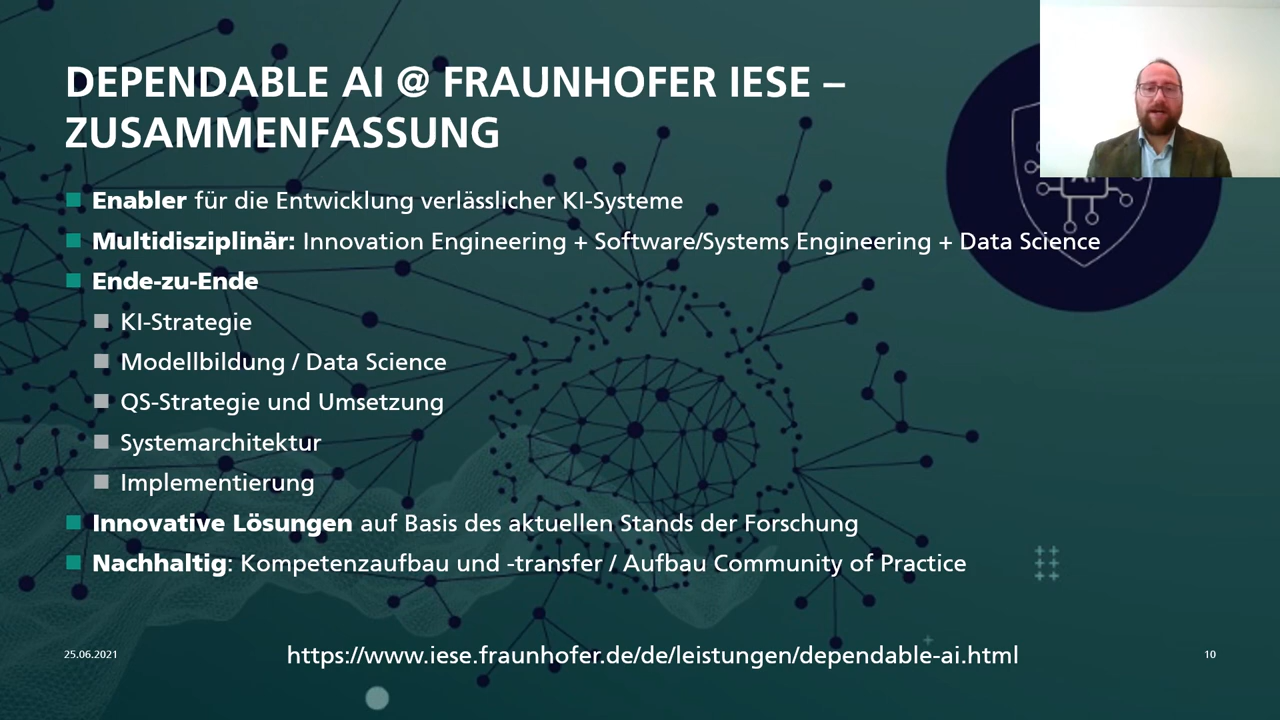 DEPENDABLE AI @ FRAUNHOFER IESE –
ZUSAMMENFASSUNG
Enabler für die Entwicklung verlässlicher KI-Systeme
Multidisziplinär: Innovation Engineering + Software/Systems Engineering + Data Science
Ende-zu-Ende
KI-Strategie
Modellbildung / Data Science
QS-Strategie und Umsetzung
Systemarchitektur
Implementierung
Innovative Lösungen auf Basis des aktuellen Stands der Forschung
Nachhaltig: Kompetenzaufbau und -transfer / Aufbau Community of Practice
25.06.2021
https://www.iese.fraunhofer.de/de/leistungen/dependable-ai.html
10